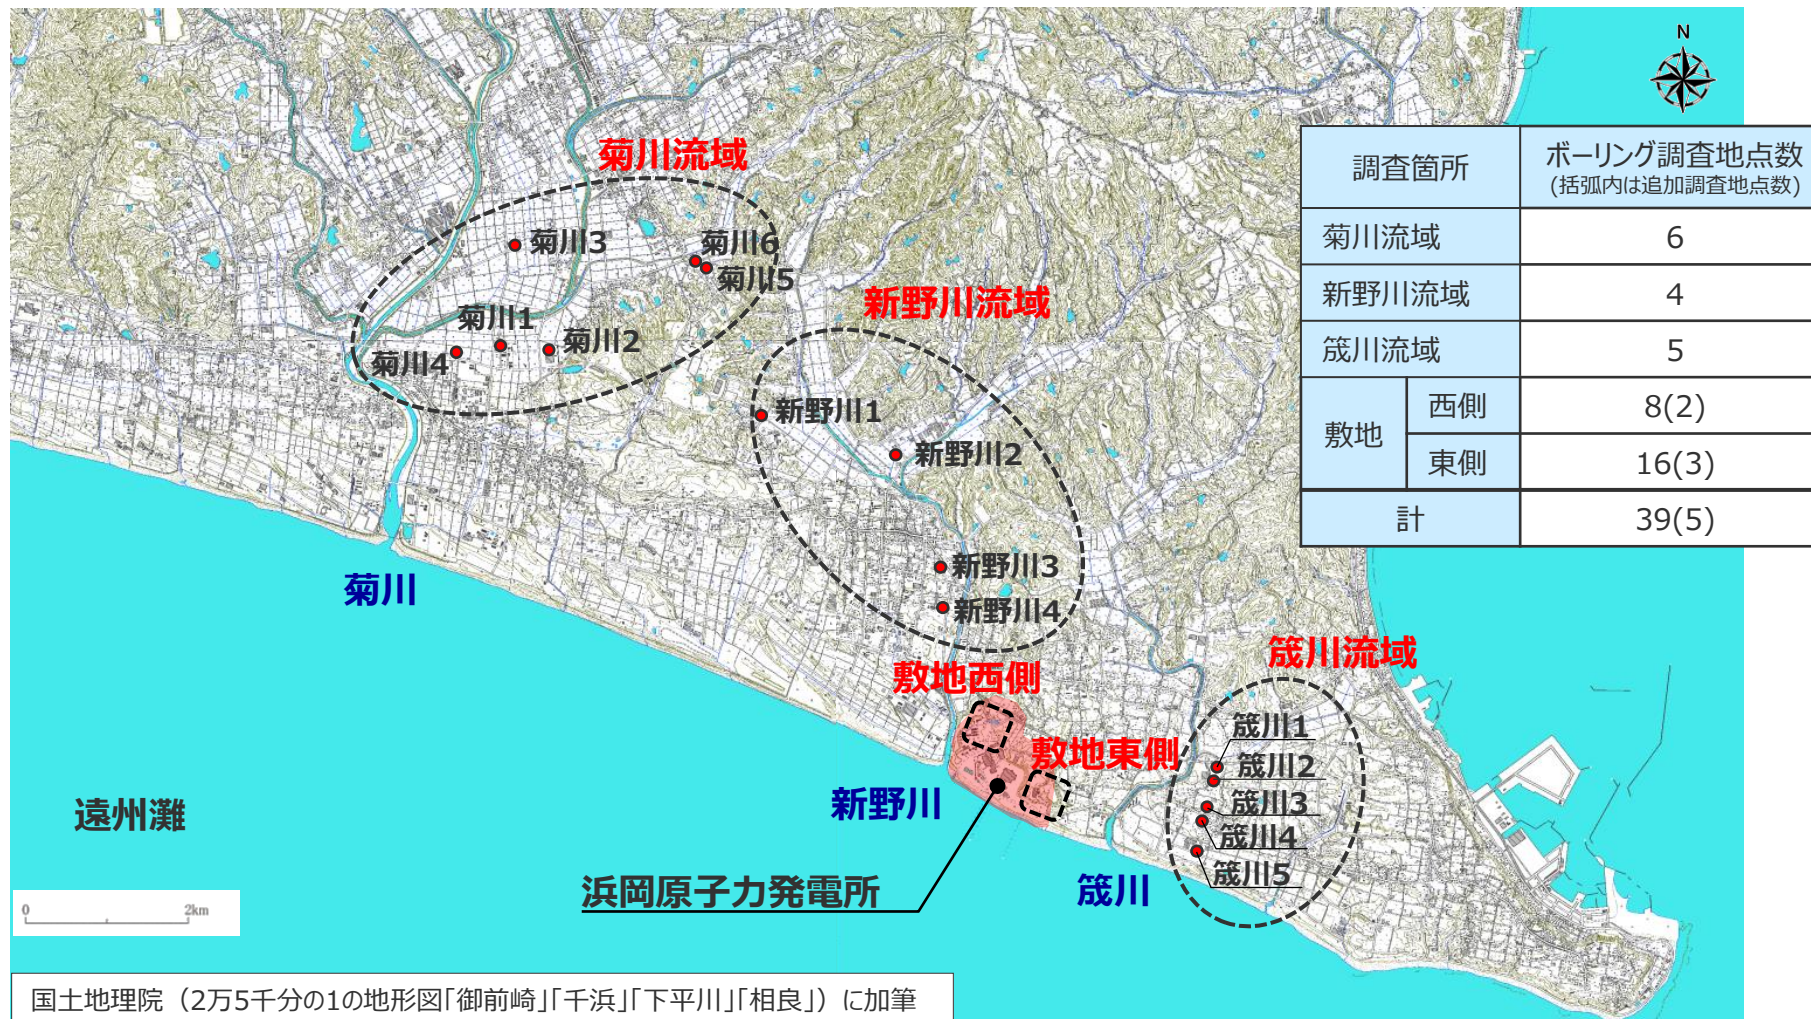 N
調査箇所
ボーリング調査地点数
(括弧内は追加調査地点数)
菊川流域
6
新野川流域
4
筬川流域
5
敷地
西側
8(2)
東側
16(3)
計
39(5)
菊川流域
菊川3
菊川6
菊川5
菊川1
菊川2
菊川4
新野川流域
新野川1
新野川2
新野川3
新野川4
菊川
筬川流域
敷地西側
敷地東側
筬川1
筬川2
筬川3
筬川4
筬川5
新野川
遠州灘
浜岡原子力発電所
筬川
0 2km
国土地理院（2万5千分の1の地形図「御前崎」「千浜」「下平川」「相良」）に加筆